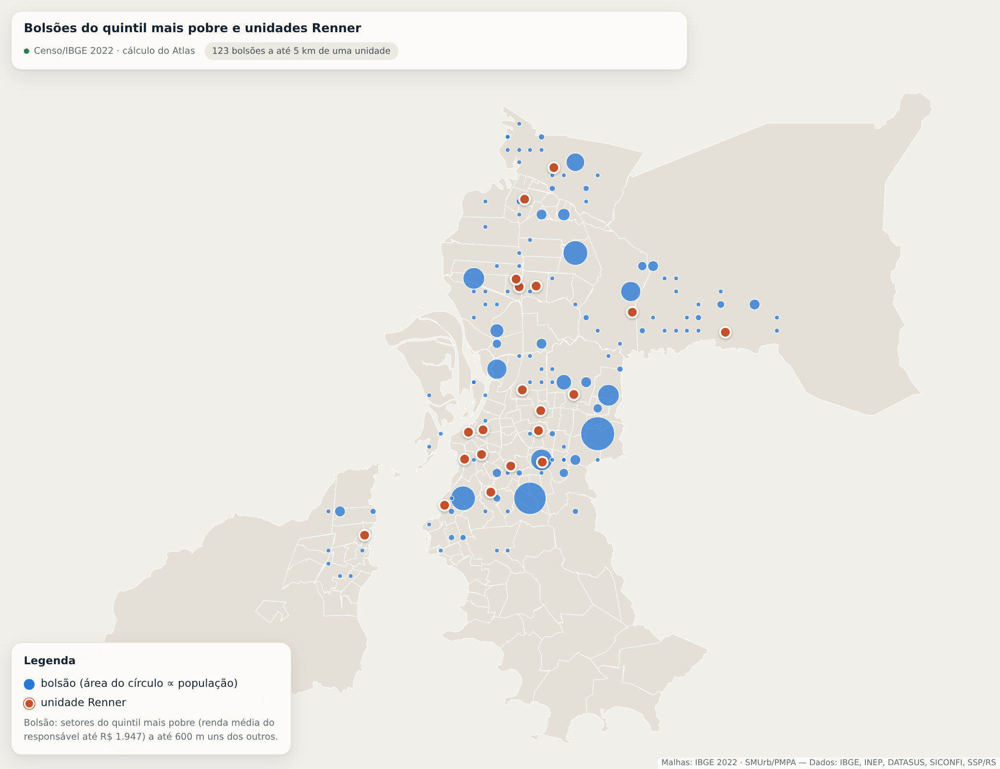 Bolsões do quintil mais pobre e unidades Renner
Censo/IBGE 2022 · cálculo do Atlas
123 bolsões a até 5 km de uma unidade
Legenda
bolsão (área do círculo ∝ população)
unidade Renner
Bolsão: setores do quintil mais pobre (renda média do
responsável até R$ 1.947) a até 600 m uns dos outros.
Malhas: IBGE 2022 · SMUrb/PMPA — Dados: IBGE, INEP, DATASUS, SICONFI, SSP/RS